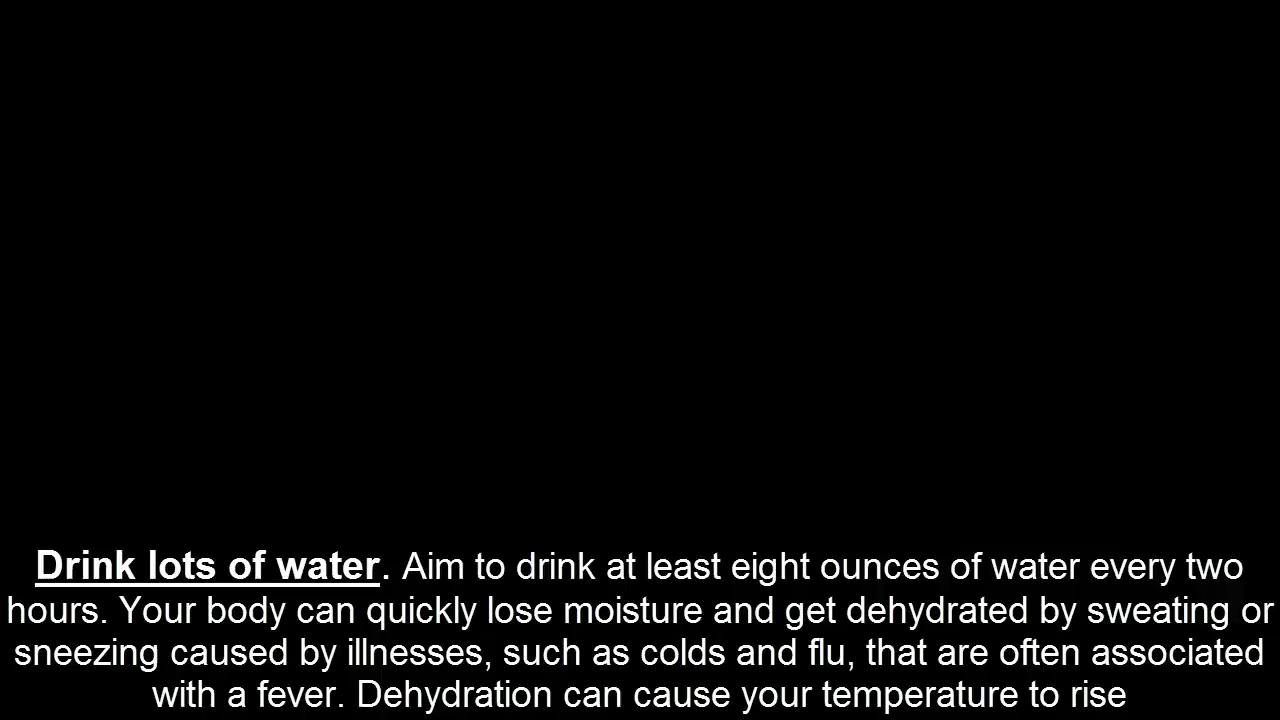 Drink lots of water. Aim to drink at least eight ounces of water every two
hours. Your body can quickly lose moisture and get dehydrated by sweating or
sneezing caused by illnesses, such as colds and flu, that are often associated
with a fever. Dehydration can cause your temperature to rise